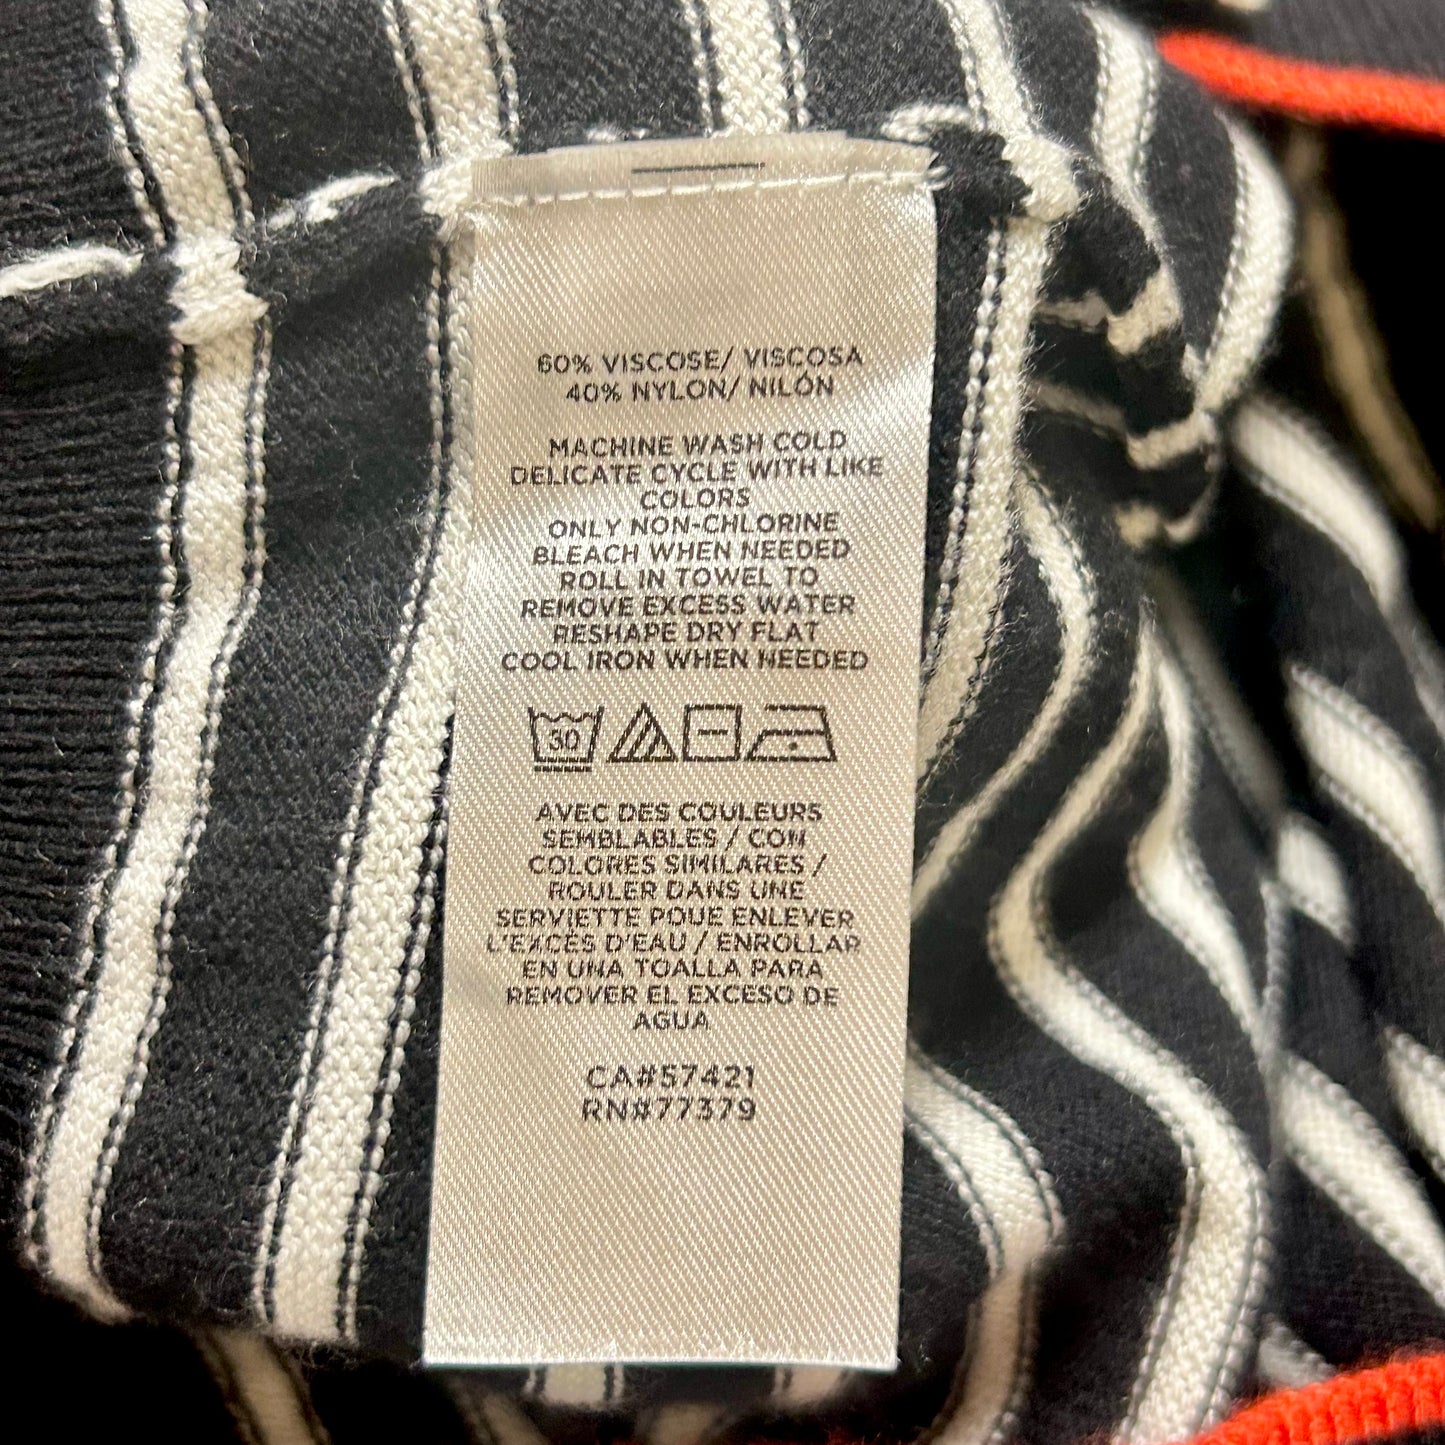 60% VISCOSE/ VISCOSA
40% NYLON/ NILÓN
MACHINE WASH COLD
DELICATE CYCLE WITH LIKE
COLORS
ONLY NON-CHLORINE
BLEACH WHEN NEEDED
ROLL IN TOWEL TO
REMOVE EXCESS WATER
RESHAPE DRY FLAT
COOL IRON WHEN NEEDED
30
AVEC DES COULEURS
SEMBLABLES / CON
COLORES SIMILARES /
ROULER DANS UNE
SERVIETTE POUE ENLEVER
L'EXCÈS D'EAU / ENROLLAR
EN UNA TOALLA PARA
REMOVER EL EXCESO DE
AGUA
CA#57421
RN#77379